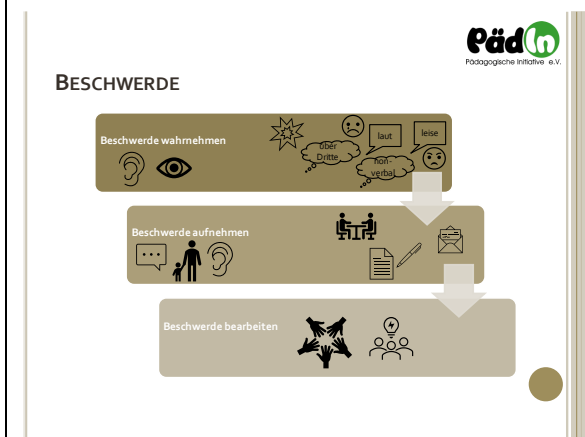 PädIn
Pädagogische Initiative e.V.
BESCHWERDE
Beschwerde wahrnehmen
über
Dritte
laut
leise
non-
verbal
Beschwerde aufnehmen
Beschwerde bearbeiten